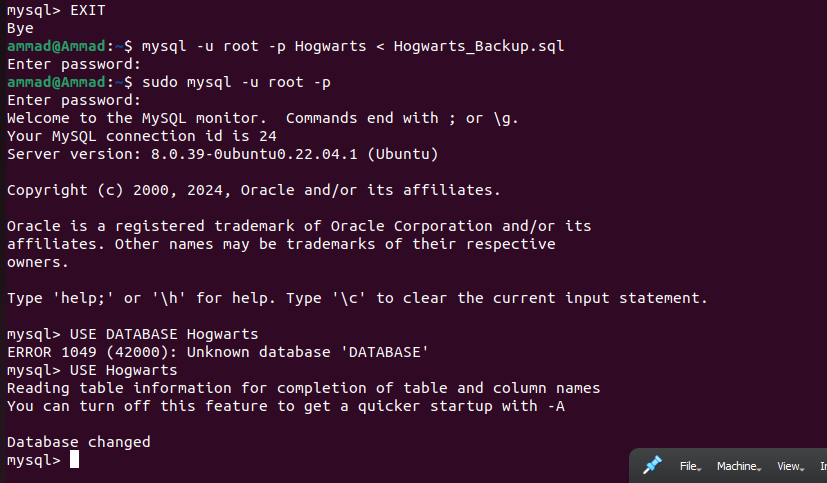 mysql> EXIT
Bye
ammad@Ammad:~$ mysql -u root -p Hogwarts < Hogwarts_Backup.sql
Enter password:
ammad@Ammad:~$ sudo mysql -u root -p
Enter password:
Welcome to the MySQL monitor.  Commands end with ; or \g.
Your MySQL connection id is 24
Server version: 8.0.39-0ubuntu0.22.04.1 (Ubuntu)

Copyright (c) 2000, 2024, Oracle and/or its affiliates.

Oracle is a registered trademark of Oracle Corporation and/or its
affiliates. Other names may be trademarks of their respective
owners.

Type 'help;' or '\h' for help. Type '\c' to clear the current input statement.

mysql> USE DATABASE Hogwarts
ERROR 1049 (42000): Unknown database 'DATABASE'
mysql> USE Hogwarts
Reading table information for completion of table and column names
You can turn off this feature to get a quicker startup with -A

Database changed
mysql>
File Machine View